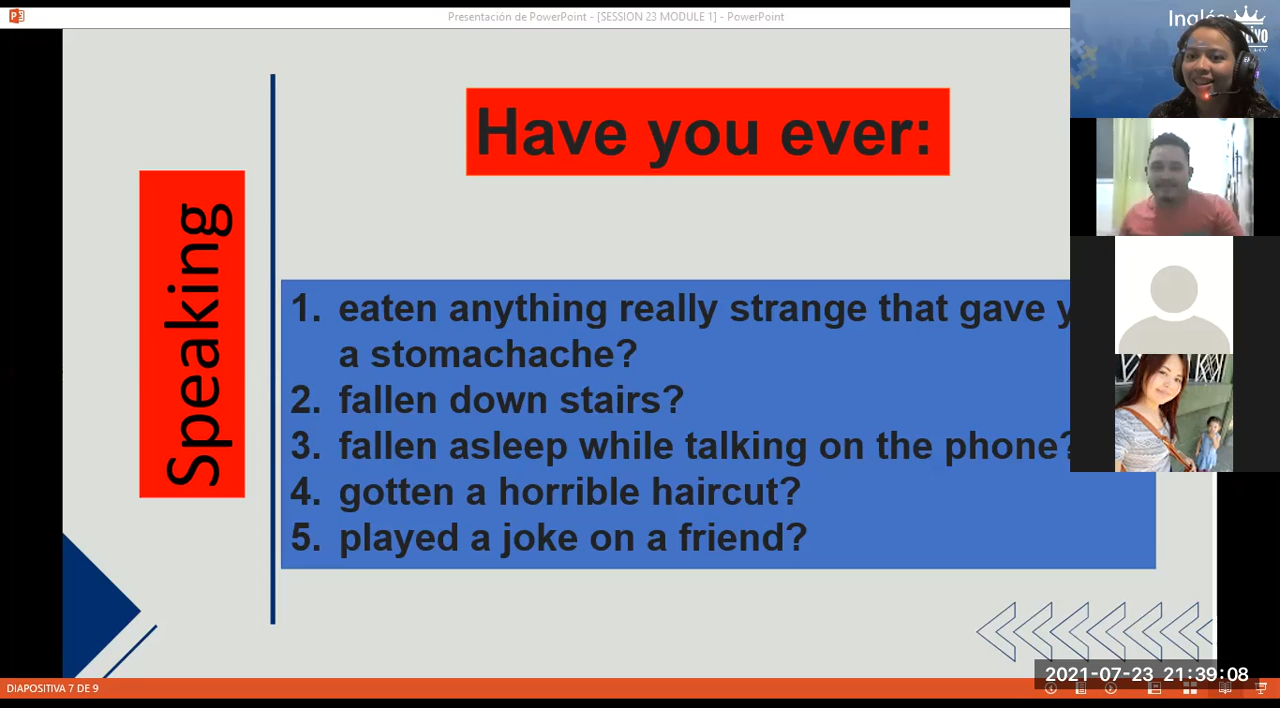 Presentación de PowerPoint - [SESSION 23 MODULE 1] - PowerPoint
Inglés
Have you ever:
Speaking
1. eaten anything really strange that gave
a stomachache?
2. fallen down stairs?
3. fallen asleep while talking on the phone?
4. gotten a horrible haircut?
5. played a joke on a friend?
2021-07-23 21:39:08
DIAPOSITIVA 7 DE 9